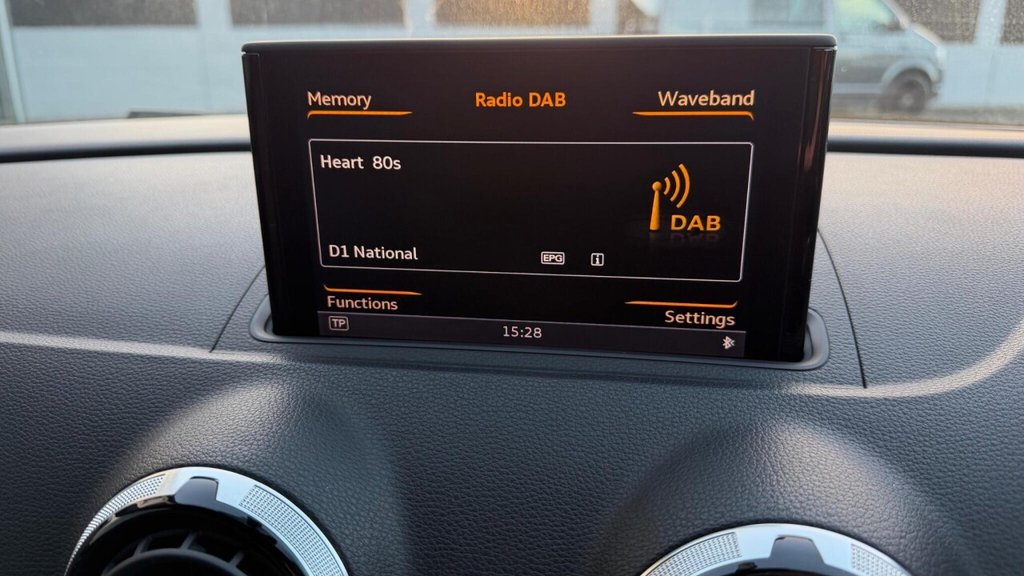 Memory Radio DAB Waveband
Heart 80s
DAB
D1 National EPG i
Functions Settings
TP 15:28